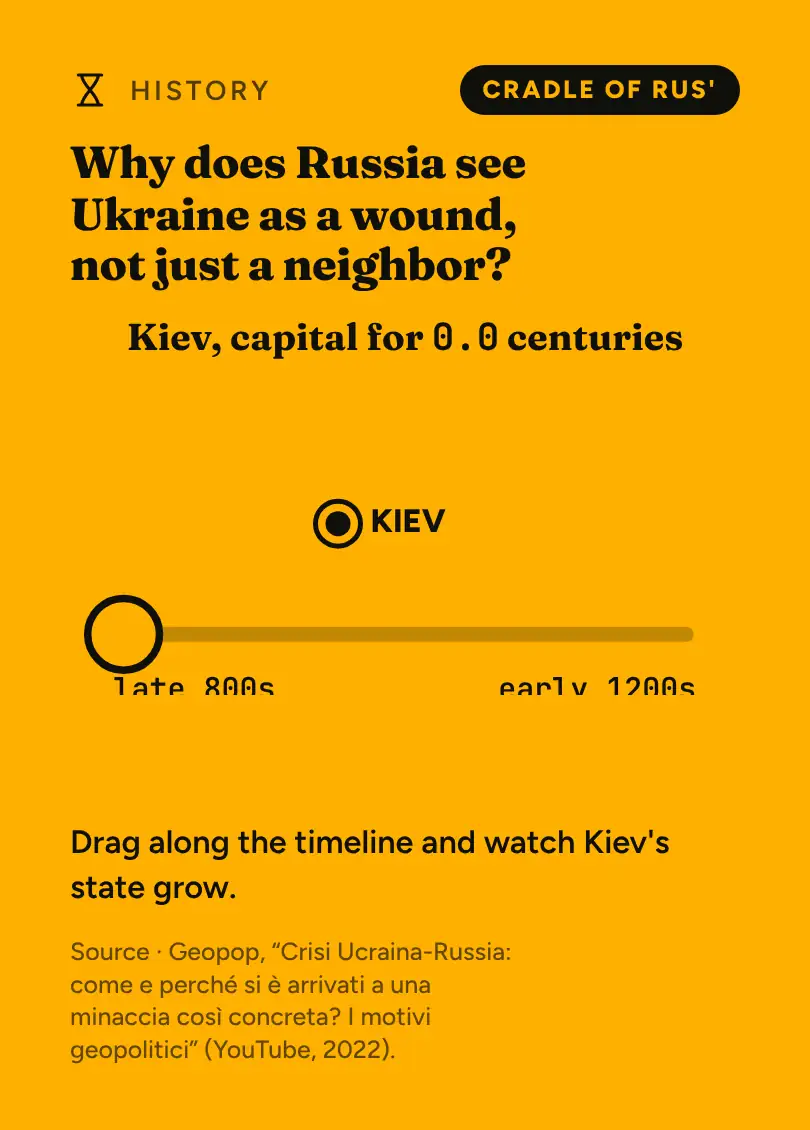 HISTORY
CRADLE OF RUS'
Why does Russia see
Ukraine as a wound,
not just a neighbor?
Kiev, capital for 0.0 centuries
KIEV
late 800s
early 1200s
Drag along the timeline and watch Kiev's
state grow.
Source · Geopop, “Crisi Ucraina-Russia:
come e perché si è arrivati a una
minaccia così concreta? I motivi
geopolitici” (YouTube, 2022).